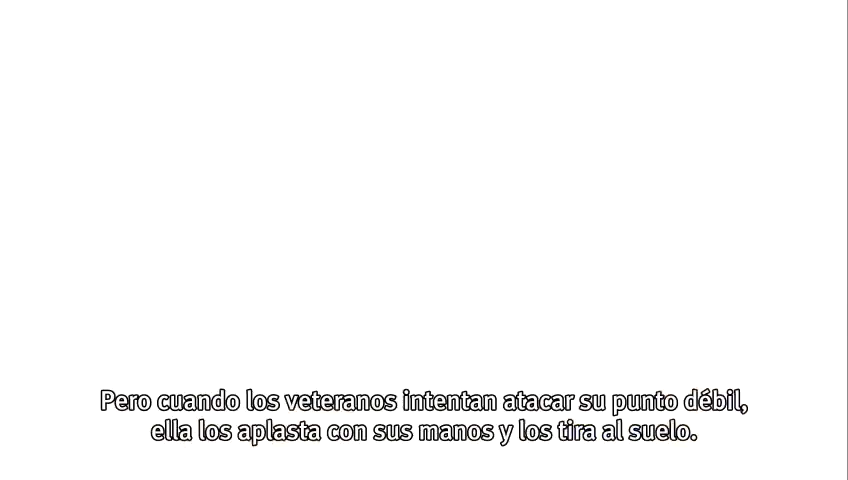 Pero cuando los veteranos intentan atacar su punto débil,
ella los aplasta con sus manos y los tira al suelo.